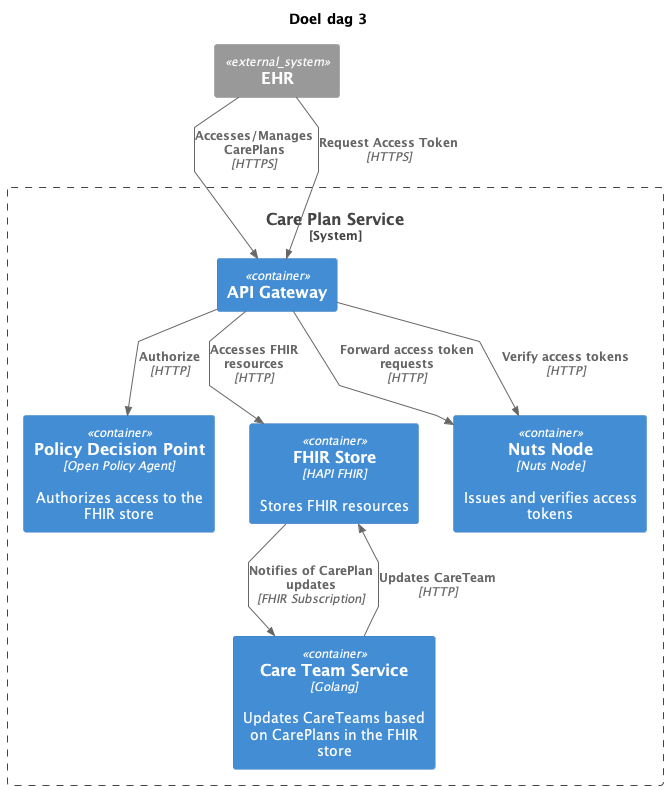 Doel dag 3
«external_system»
EHR
Accesses/Manages
CarePlans
[HTTPS]
Request Access Token
[HTTPS]
Care Plan Service
[System]
«container»
API Gateway
Authorize
[HTTP]
Accesses FHIR
resources
[HTTP]
Forward access token
requests
[HTTP]
Verify access tokens
[HTTP]
«container»
Policy Decision Point
[Open Policy Agent]
Authorizes access to the
FHIR store
«container»
FHIR Store
[HAPI FHIR]
Stores FHIR resources
«container»
Nuts Node
[Nuts Node]
Issues and verifies access
tokens
Notifies of CarePlan
updates
[FHIR Subscription]
Updates CareTeam
[HTTP]
«container»
Care Team Service
[Golang]
Updates CareTeams based
on CarePlans in the FHIR
store